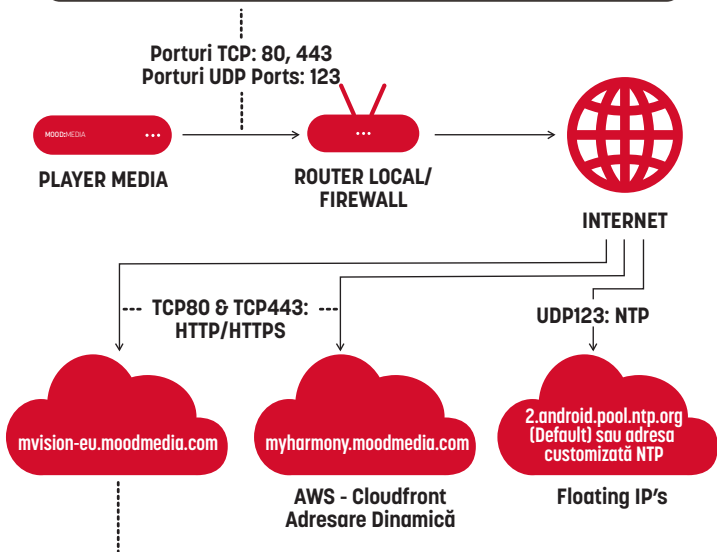 Porturi TCP: 80, 443
Porturi UDP Ports: 123
MOOD:MEDIA
PLAYER MEDIA
ROUTER LOCAL/
FIREWALL
INTERNET
TCP80 & TCP443:
HTTP/HTTPS
UDP123: NTP
mvision-eu.moodmedia.com
myharmony.moodmedia.com
2.android.pool.ntp.org
(Default) sau adresa
customizată NTP
AWS - Cloudfront
Adresare Dinamică
Floating IP's